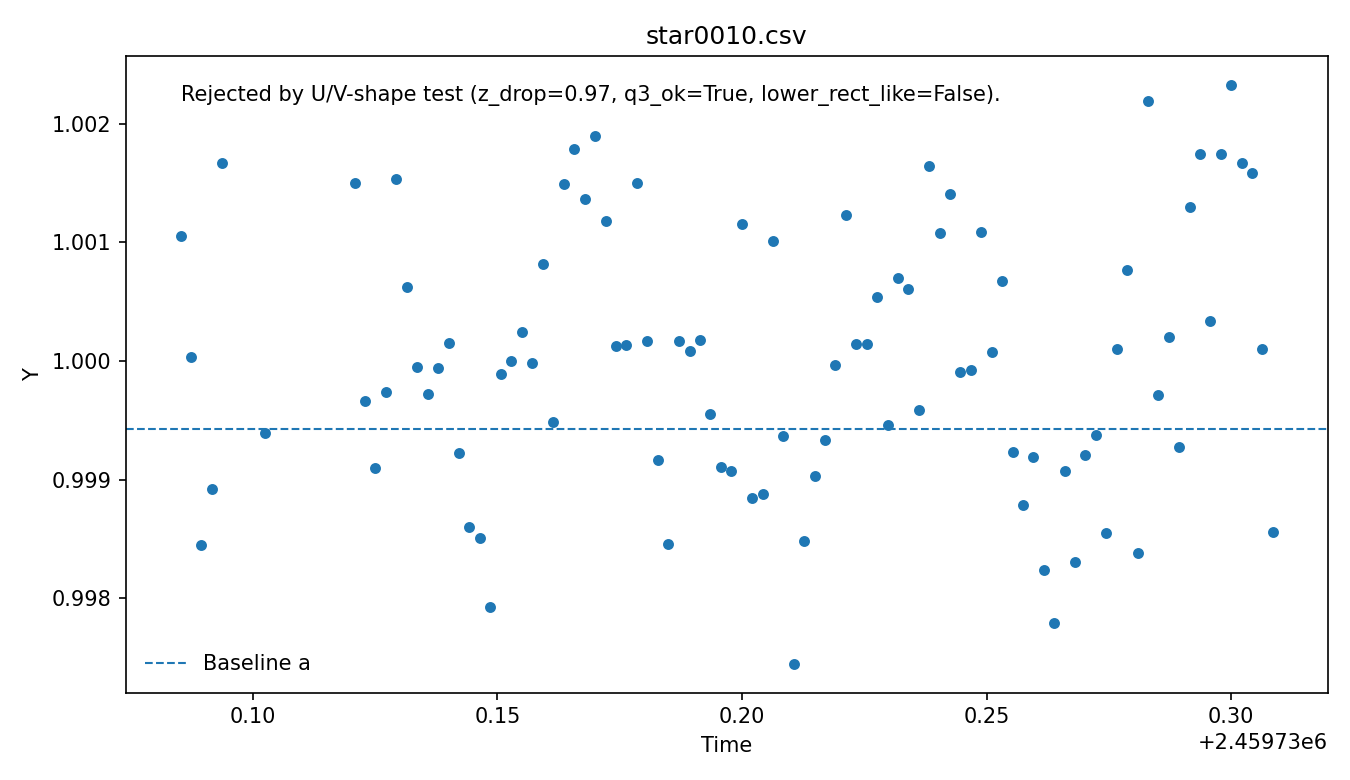 star0010.csv
Rejected by U/V-shape test (z_drop=0.97, q3_ok=True, lower_rect_like=False).
1.002
1.001
1.000
0.999
0.998
Y
Baseline a
0.10 0.15 0.20 0.25 0.30
Time
+2.45973e6